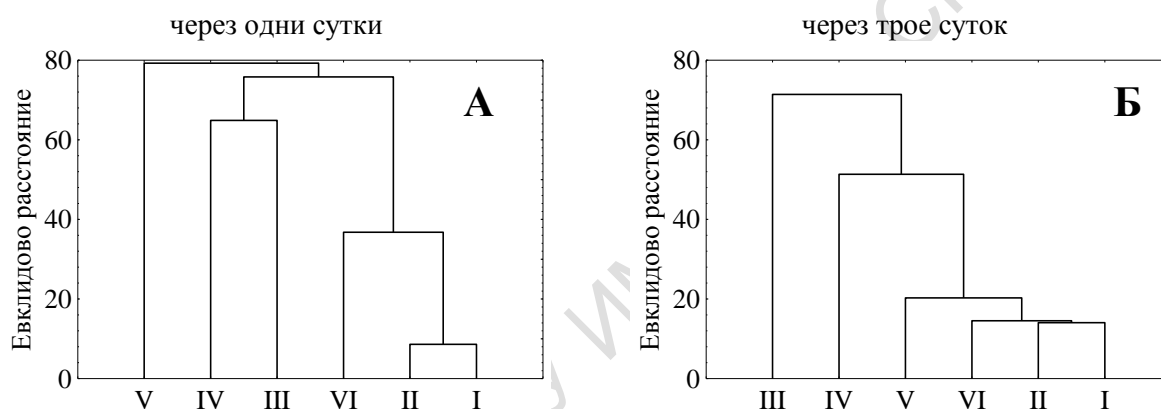 через одни сутки
через трое суток
Евклидово расстояние
80
60
40
20
0
А
V IV III VI II I
Евклидово расстояние
80
60
40
20
0
Б
III IV V VI II I